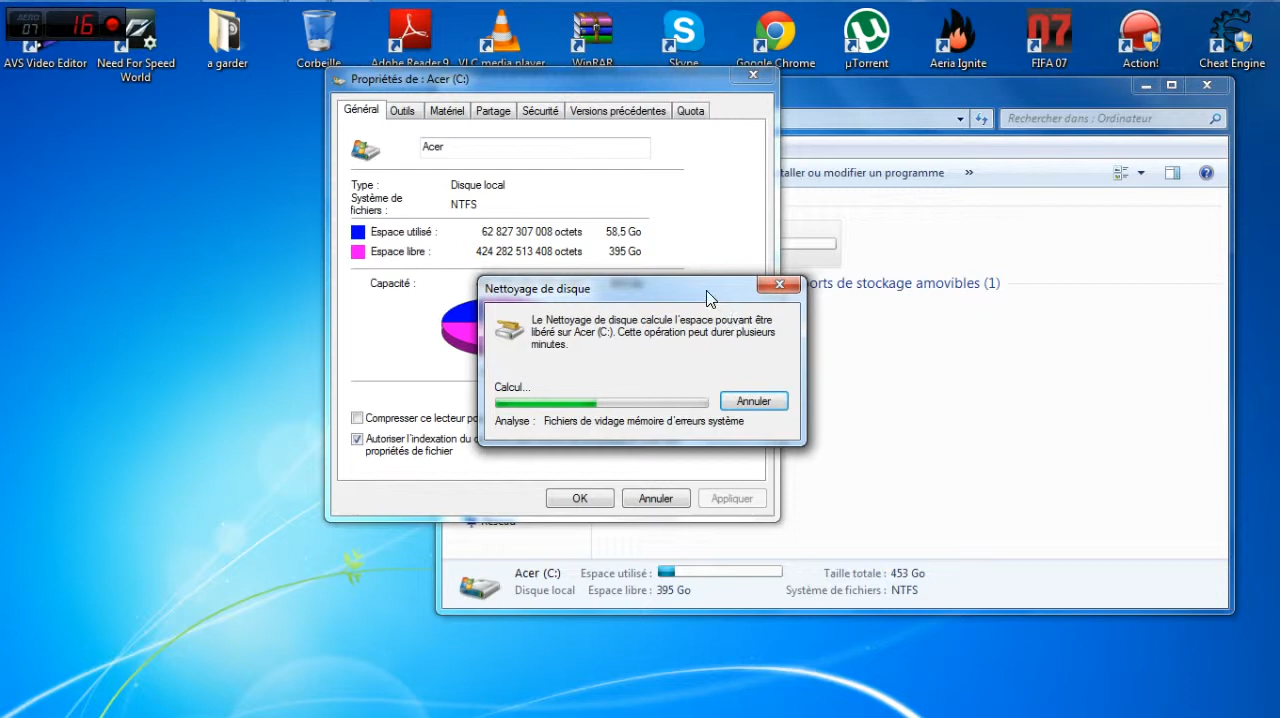 AERO
07
16
AVS Video Editor
Need For Speed
World
a garder
Corbeille
Adobe Reader 9
VLC media player
WinRAR
Skype
Google Chrome
µTorrent
Aeria Ignite
07
FIFA 07
Action!
Cheat Engine
Propriétés de : Acer (C:)
Général
Outils
Matériel
Partage
Sécurité
Versions précédentes
Quota
Acer
Type :
Disque local
Système de
fichiers :
NTFS
Espace utilisé :
62 827 307 008 octets
58,5 Go
Espace libre :
424 282 513 408 octets
395 Go
Capacité :
Compresser ce lecteur
Autoriser l'indexation du
propriétés de fichier
OK
Annuler
Appliquer
Nettoyage de disque
Le Nettoyage de disque calcule l'espace pouvant être
libéré sur Acer (C:). Cette opération peut durer plusieurs
minutes.
Calcul...
Annuler
Analyse : Fichiers de vidage mémoire d'erreurs système
Rechercher dans : Ordinateur
taller ou modifier un programme
»
orts de stockage amovibles (1)
Réseau
Acer (C:)
Espace utilisé :
Taille totale : 453 Go
Disque local
Espace libre : 395 Go
Système de fichiers : NTFS